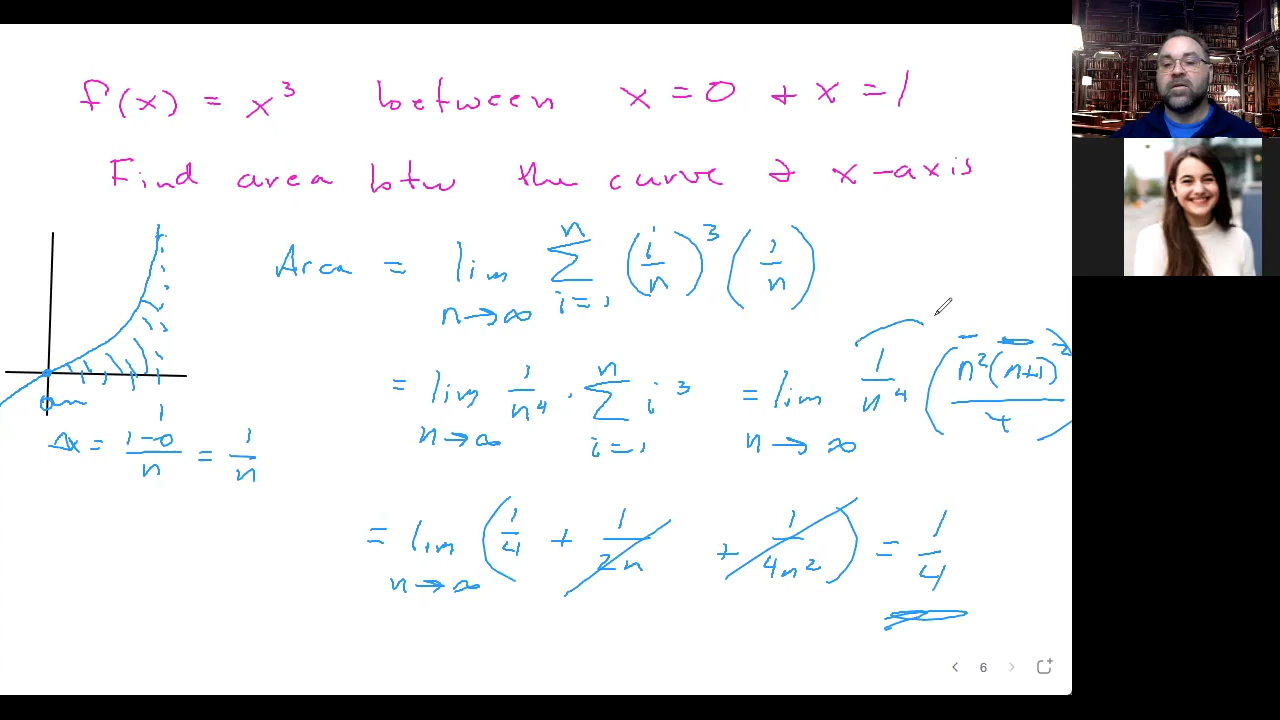 f(x) = x³ between x = 0 + x = 1
Find area btw the curve & x-axis
Area = lim n→∞ ∑ i=1 n (i/n)³ (1/n)
= lim n→∞ 1/n⁴ · ∑ i=1 n i³ = lim n→∞ 1/n⁴ (n²(n+1)²/4)
Δx = 1-0/n = 1/n
= lim n→∞ (1/4 + 1/2n + 1/4n²) = 1/4
6